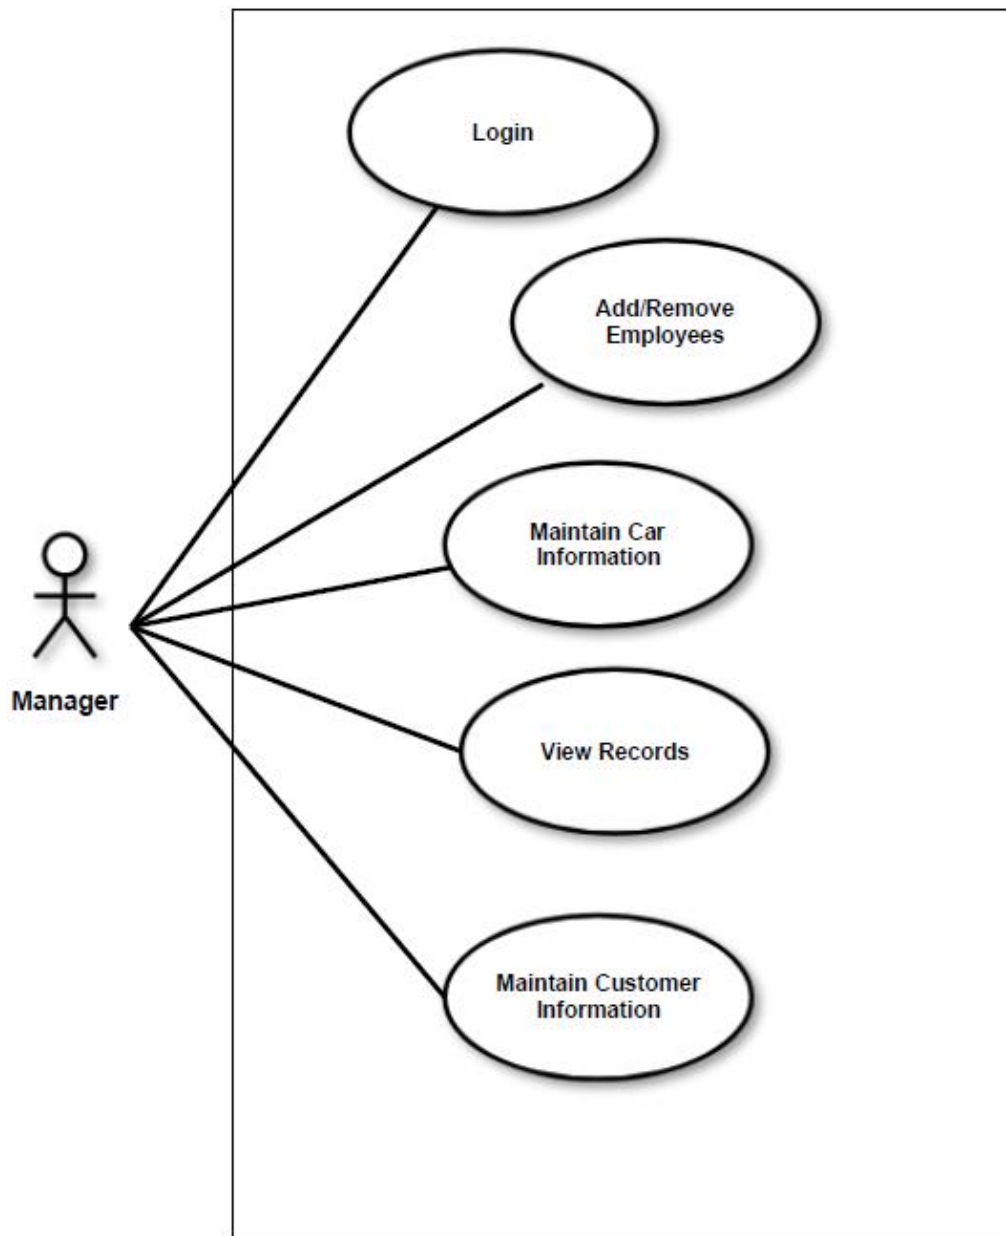 Login
Add/Remove
Employees
Maintain Car
Information
Manager
View Records
Maintain Customer
Information